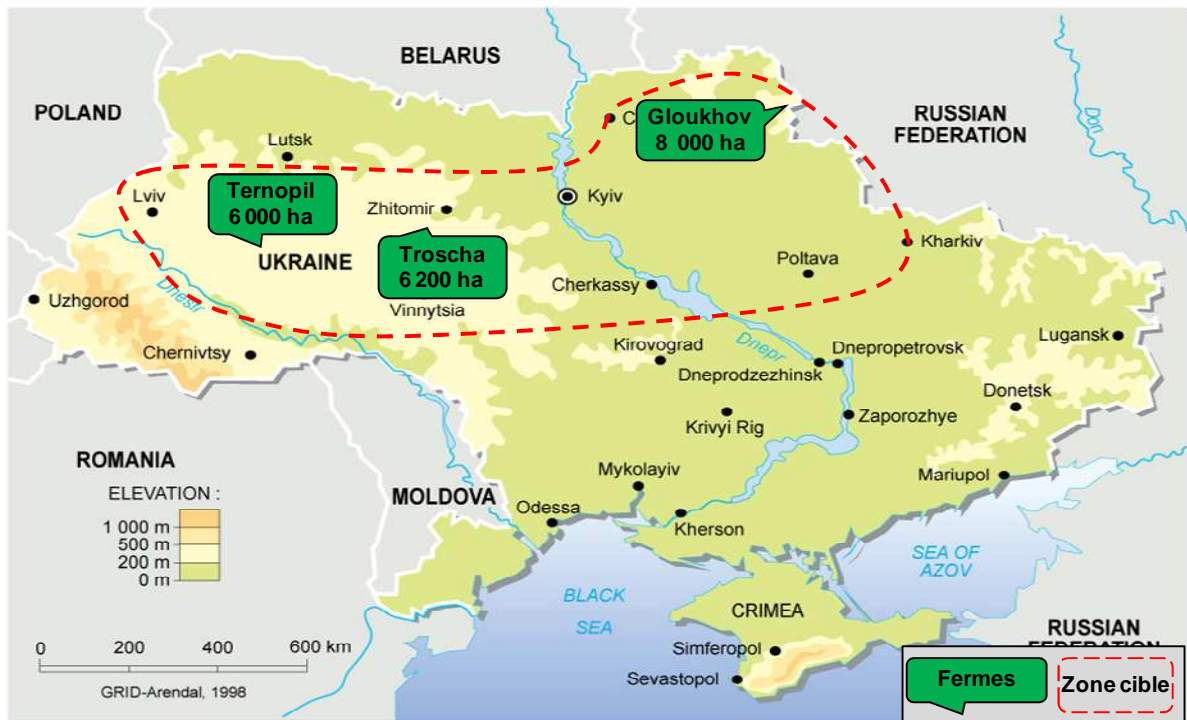 BELARUS
POLAND
RUSSIAN
FEDERATION
Don
Gloukhov
8 000 ha
Lutsk
Lviv
Ternopil
6 000 ha
Zhitomir
Kyiv
Kharkiv
UKRAINE
Troscha
6 200 ha
Poltava
Cherkassy
Uzhgorod
Dnestr
Vinnytsia
Chernivtsy
Kirovograd
Dnepr
Dnepropetrovsk
Dneprodzezhinsk
Lugansk
Donetsk
Krivyi Rig
Zaporozhye
ROMANIA
MOLDOVA
Mykolayiv
Mariupol
Odessa
Kherson
ELEVATION :
1 000 m
500 m
200 m
0 m
SEA OF
AZOV
BLACK
SEA
CRIMEA
Simferopol
Sevastopol
RUSSIAN
0 200 400 600 km
GRID-Arendal, 1998
Fermes
Zone cible